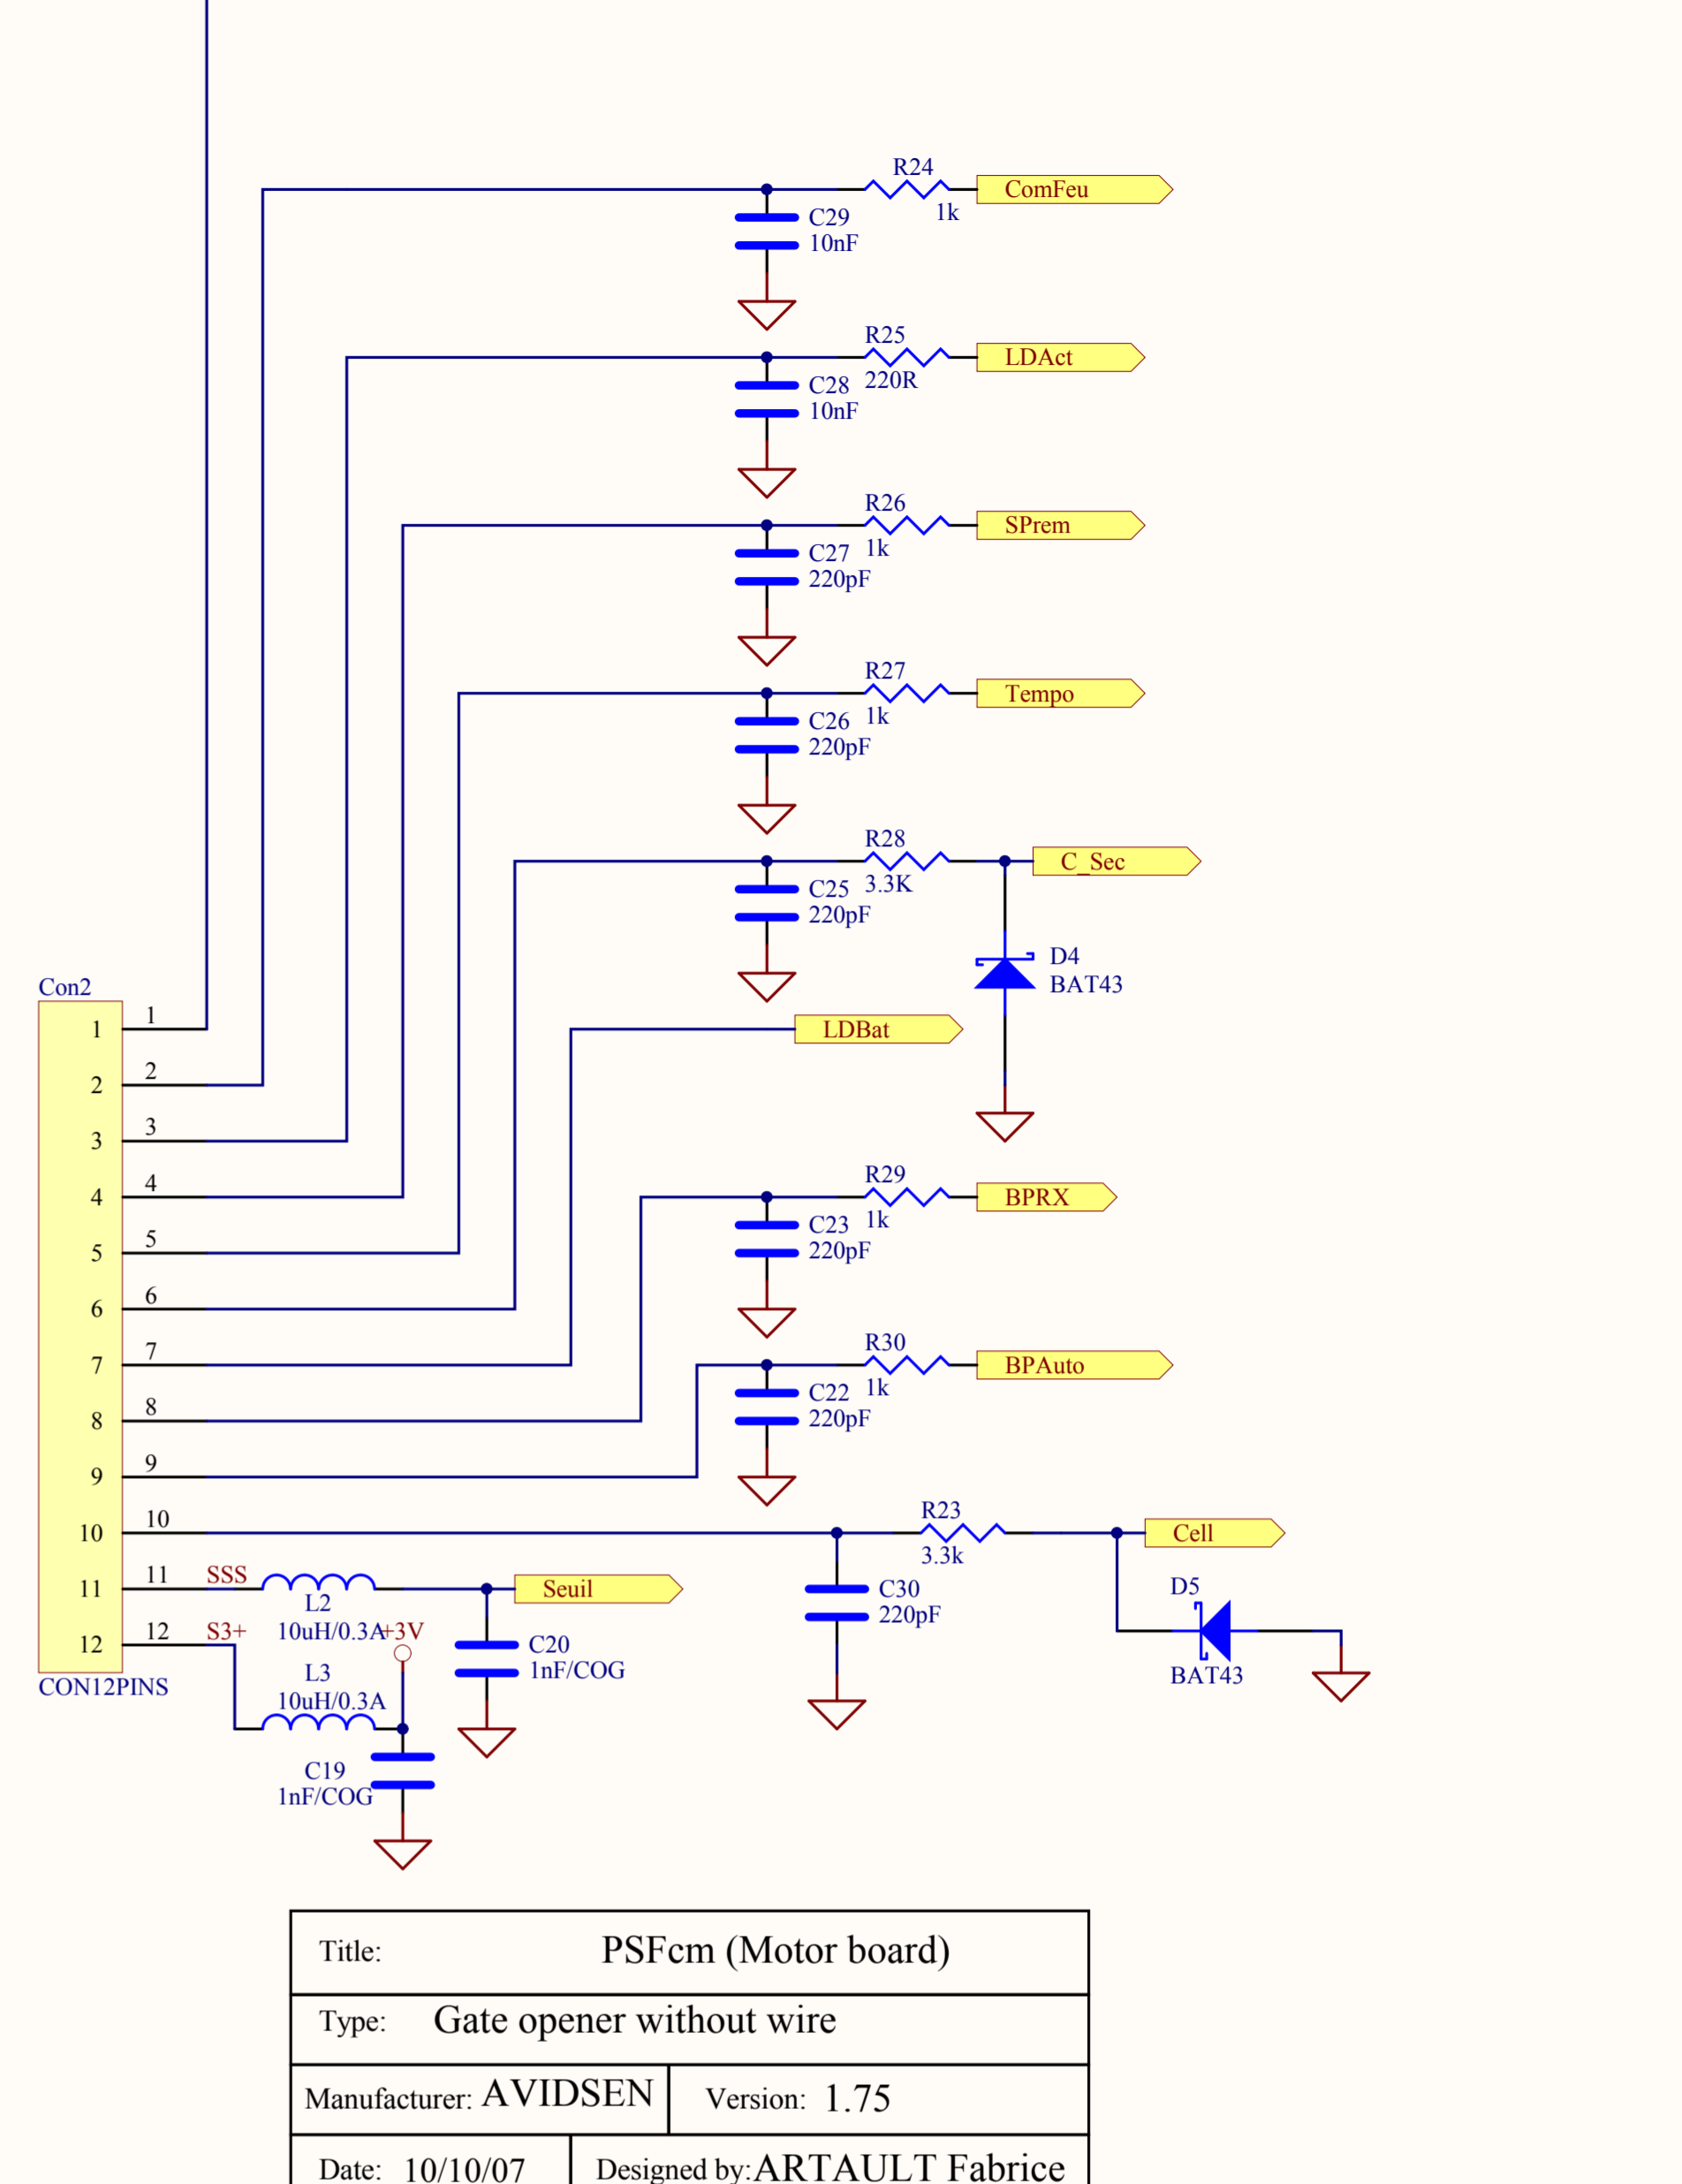 R24
ComFeu
1k
C29
10nF
R25
LDAct
220R
C28
10nF
R26
SPrem
1k
C27
220pF
R27
Tempo
1k
C26
220pF
R28
C_Sec
3.3K
C25
220pF
D4
BAT43
Con2
1 1
LDBat
2 2
3 3
4 4
R29
BPRX
1k
C23
220pF
5 5
6 6
7 7
R30
BPAuto
1k
C22
220pF
8 8
9 9
10 10
R23
Cell
3.3k
C30
220pF
D5
BAT43
11 11
SSS
L2
10uH/0.3A
Seuil
12 12
S3+
+3V
C20
1nF/COG
CON12PINS
L3
10uH/0.3A
C19
1nF/COG
Title: PSFcm (Motor board)
Type: Gate opener without wire
Manufacturer: AVIDSEN Version: 1.75
Date: 10/10/07 Designed by: ARTAULT Fabrice